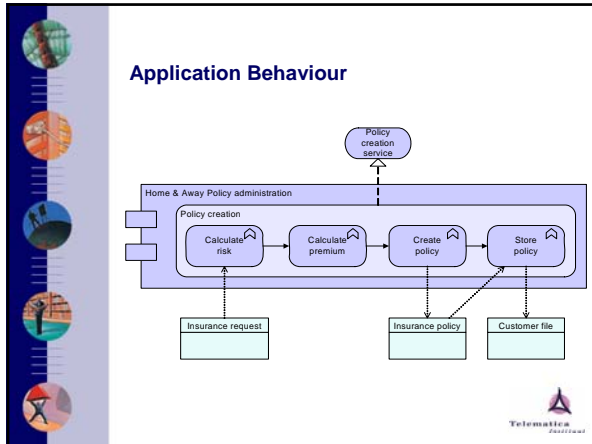 Application Behaviour
Policy
creation
service
Home & Away Policy administration
Policy creation
Calculate
risk
Calculate
premium
Create
policy
Store
policy
Insurance request
Insurance policy
Customer file
Telematica
Instituut